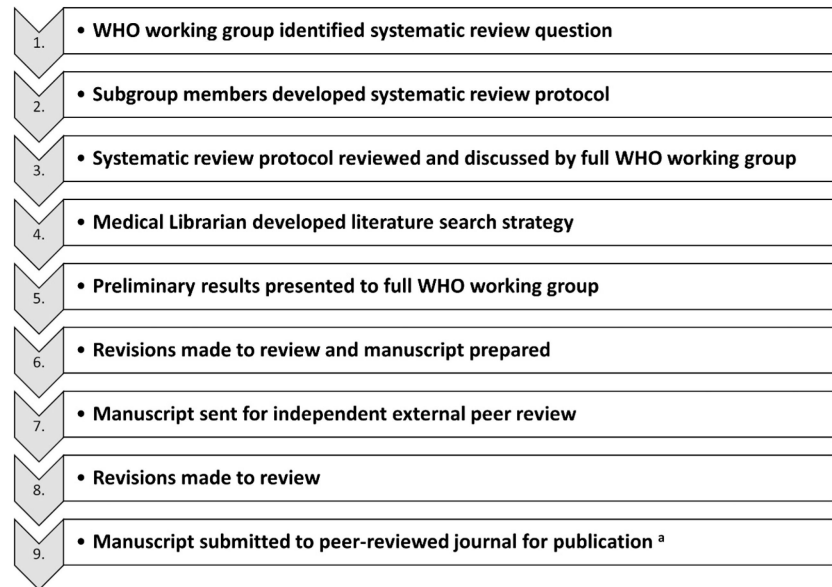 1. • WHO working group identified systematic review question
2. • Subgroup members developed systematic review protocol
3. • Systematic review protocol reviewed and discussed by full WHO working group
4. • Medical Librarian developed literature search strategy
5. • Preliminary results presented to full WHO working group
6. • Revisions made to review and manuscript prepared
7. • Manuscript sent for independent external peer review
8. • Revisions made to review
9. • Manuscript submitted to peer-reviewed journal for publication ᵃ